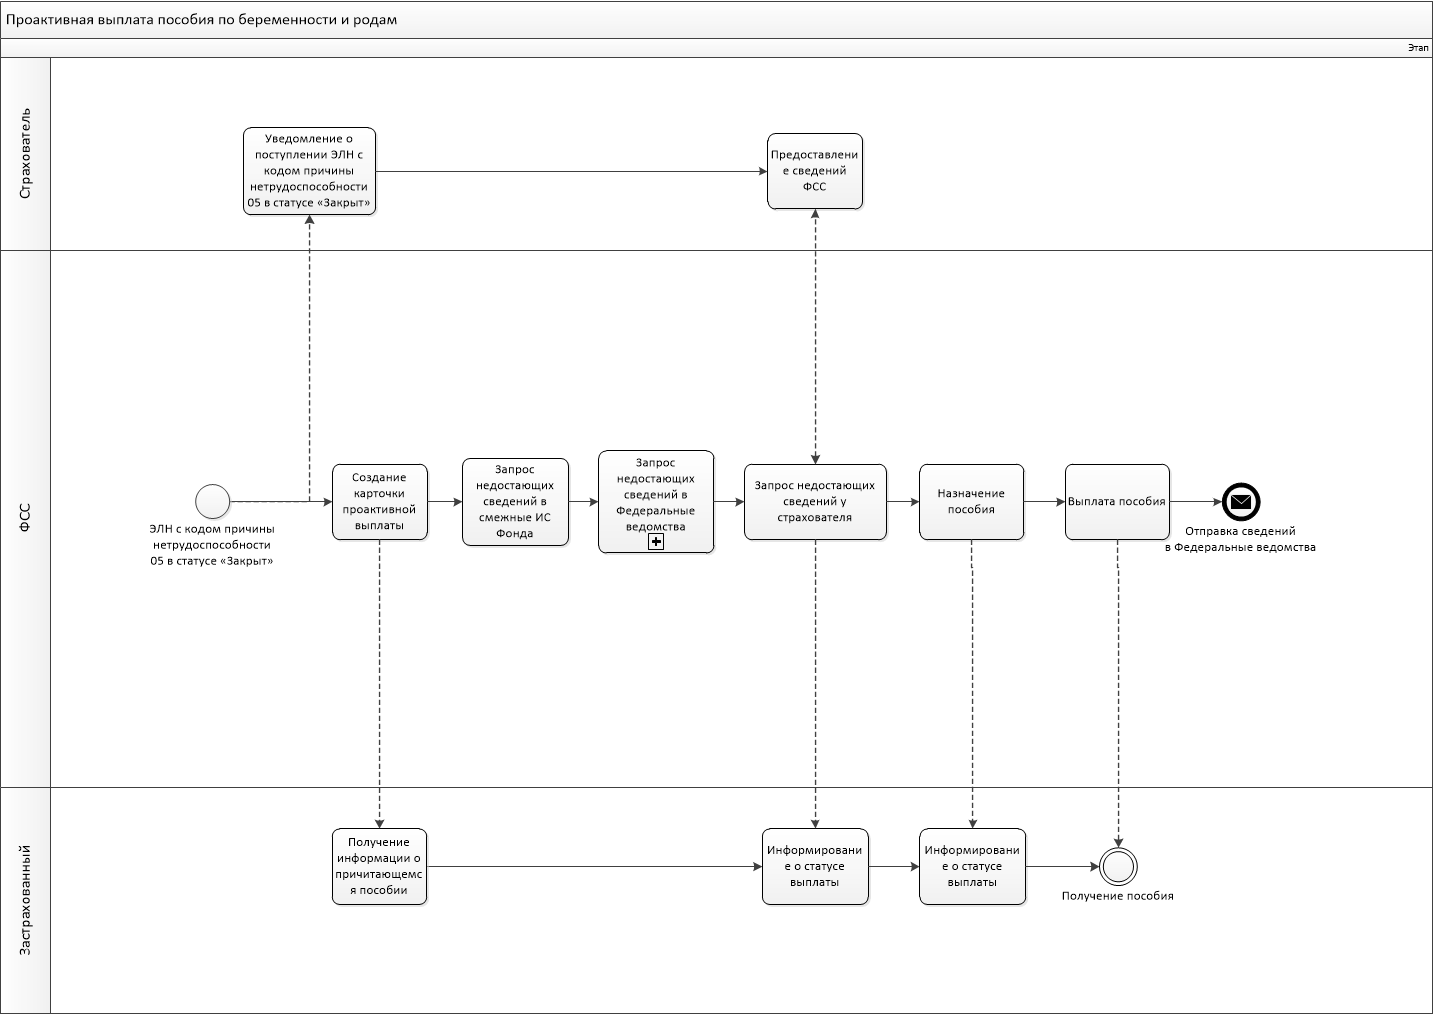 Проактивная выплата пособия по беременности и родам
Этап
Страхователь
Уведомление о
поступлении ЭЛН с
кодом причины
нетрудоспособности
05 в статусе «Закрыт»
Предоставлени
е сведений
ФСС
ФСС
ЭЛН с кодом причины
нетрудоспособности
05 в статусе «Закрыт»
Создание
карточки
проактивной
выплаты
Запрос
недостающих
сведений в
смежные ИС
Фонда
Запрос
недостающих
сведений в
Федеральные
ведомства
Запрос недостающих
сведений у
страхователя
Назначение
пособия
Выплата пособия
Отправка сведений
в Федеральные ведомства
Застрахованный
Получение
информации о
причитающемс
я пособии
Информировани
е о статусе
выплаты
Информировани
е о статусе
выплаты
Получение пособия